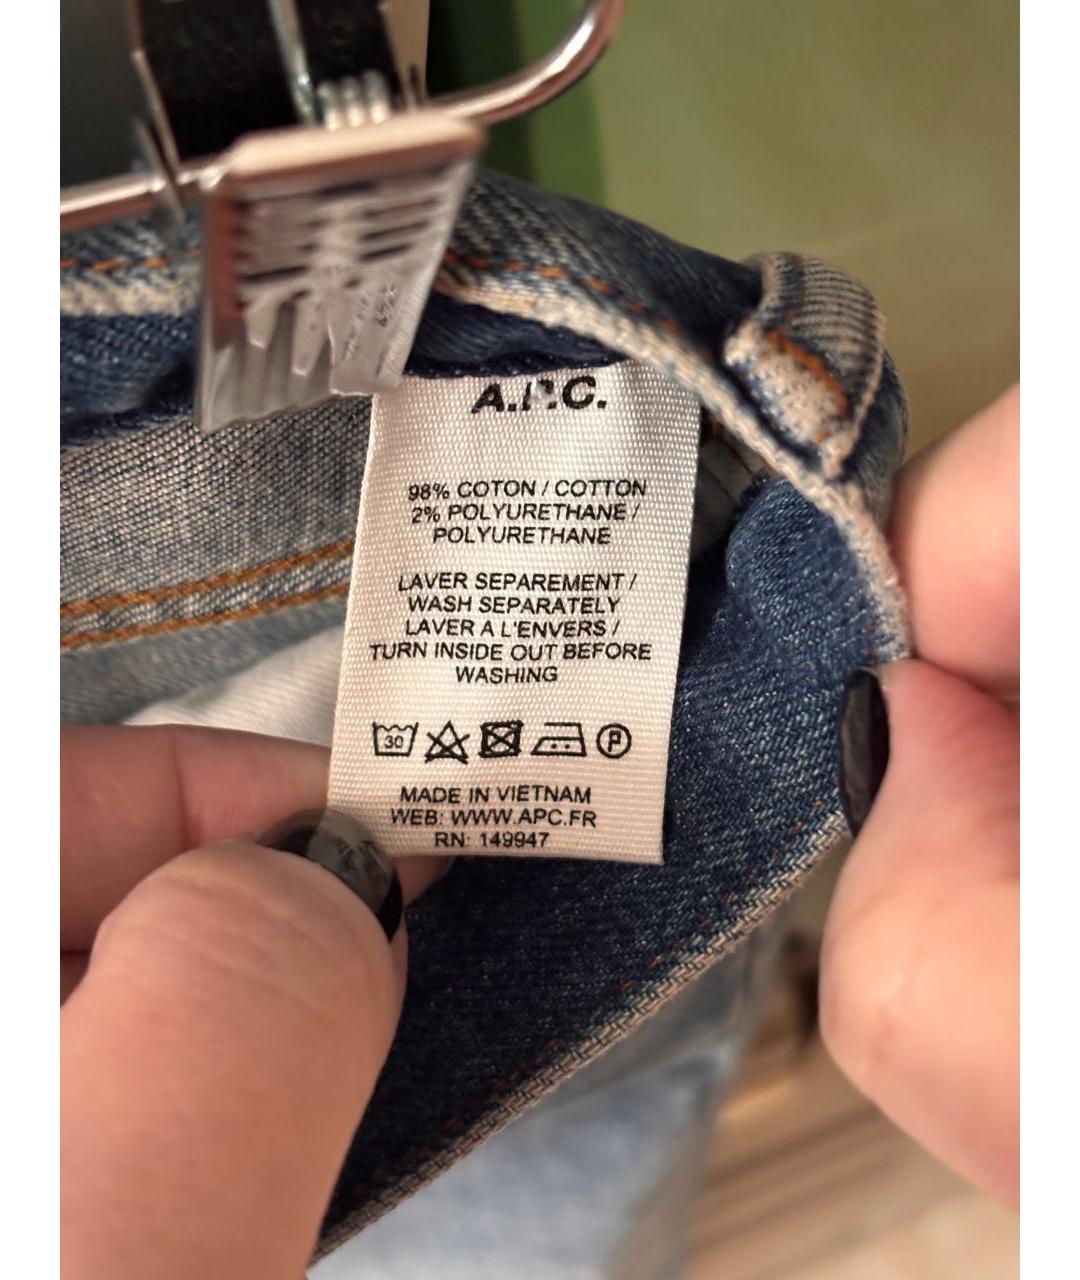 A.P.C.
98% COTON / COTTON
2% POLYURETHANE /
POLYURETHANE
LAVER SEPAREMENT /
WASH SEPARATELY
LAVER A L'ENVERS /
TURN INSIDE OUT BEFORE
WASHING
30 P
MADE IN VIETNAM
WEB: WWW.APC.FR
RN: 149947